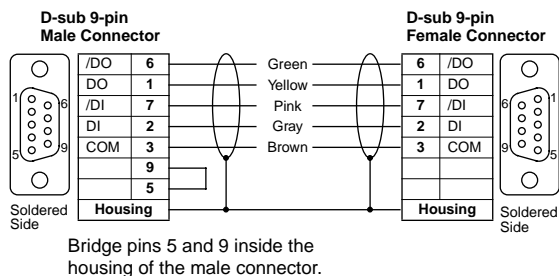 D-sub 9-pin
Male Connector
D-sub 9-pin
Female Connector
/DO 6 Green 6 /DO
DO 1 Yellow 1 DO
/DI 7 Pink 7 /DI
DI 2 Gray 2 DI
COM 3 Brown 3 COM
9
5
Housing
Housing
1
6
5
9
Soldered
Side
6
1
9
5
Soldered
Side
Bridge pins 5 and 9 inside the
housing of the male connector.